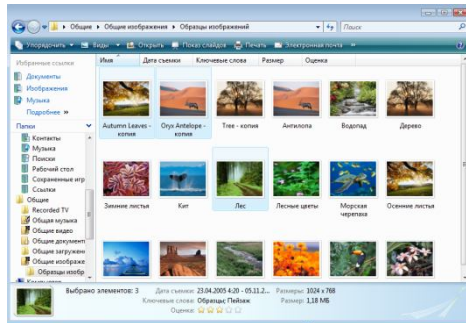 Общие ▸ Общие изображения ▸ Образцы изображений
Поиск
Упорядочить Виды Открыть Показ слайдов Печать Электронная почта »
Избранные ссылки
Документы
Изображения
Музыка
Подробнее »
Папки
Контакты
Музыка
Поиски
Рабочий стол
Сохраненные игр
Ссылки
Общие
Recorded TV
Общая музыка
Общие видео
Общие документ
Общие загружен
Общие изображе
Образцы изобр
Компьютер
Имя Дата съемки Ключевые слова Размер Оценка
Autumn Leaves - копия
Oryx Antelope - копия
Tree - копия
Антилопа
Водопад
Дерево
Зимние листья
Кит
Лес
Лесные цветы
Морская черепаха
Осенние листья
Выбрано элементов: 3
Дата съемки: 23.04.2005 4:20 - 05.11.2...
Размеры: 1024 x 768
Ключевые слова: Образцы; Пейзаж
Размер: 1,18 МБ
Оценка: